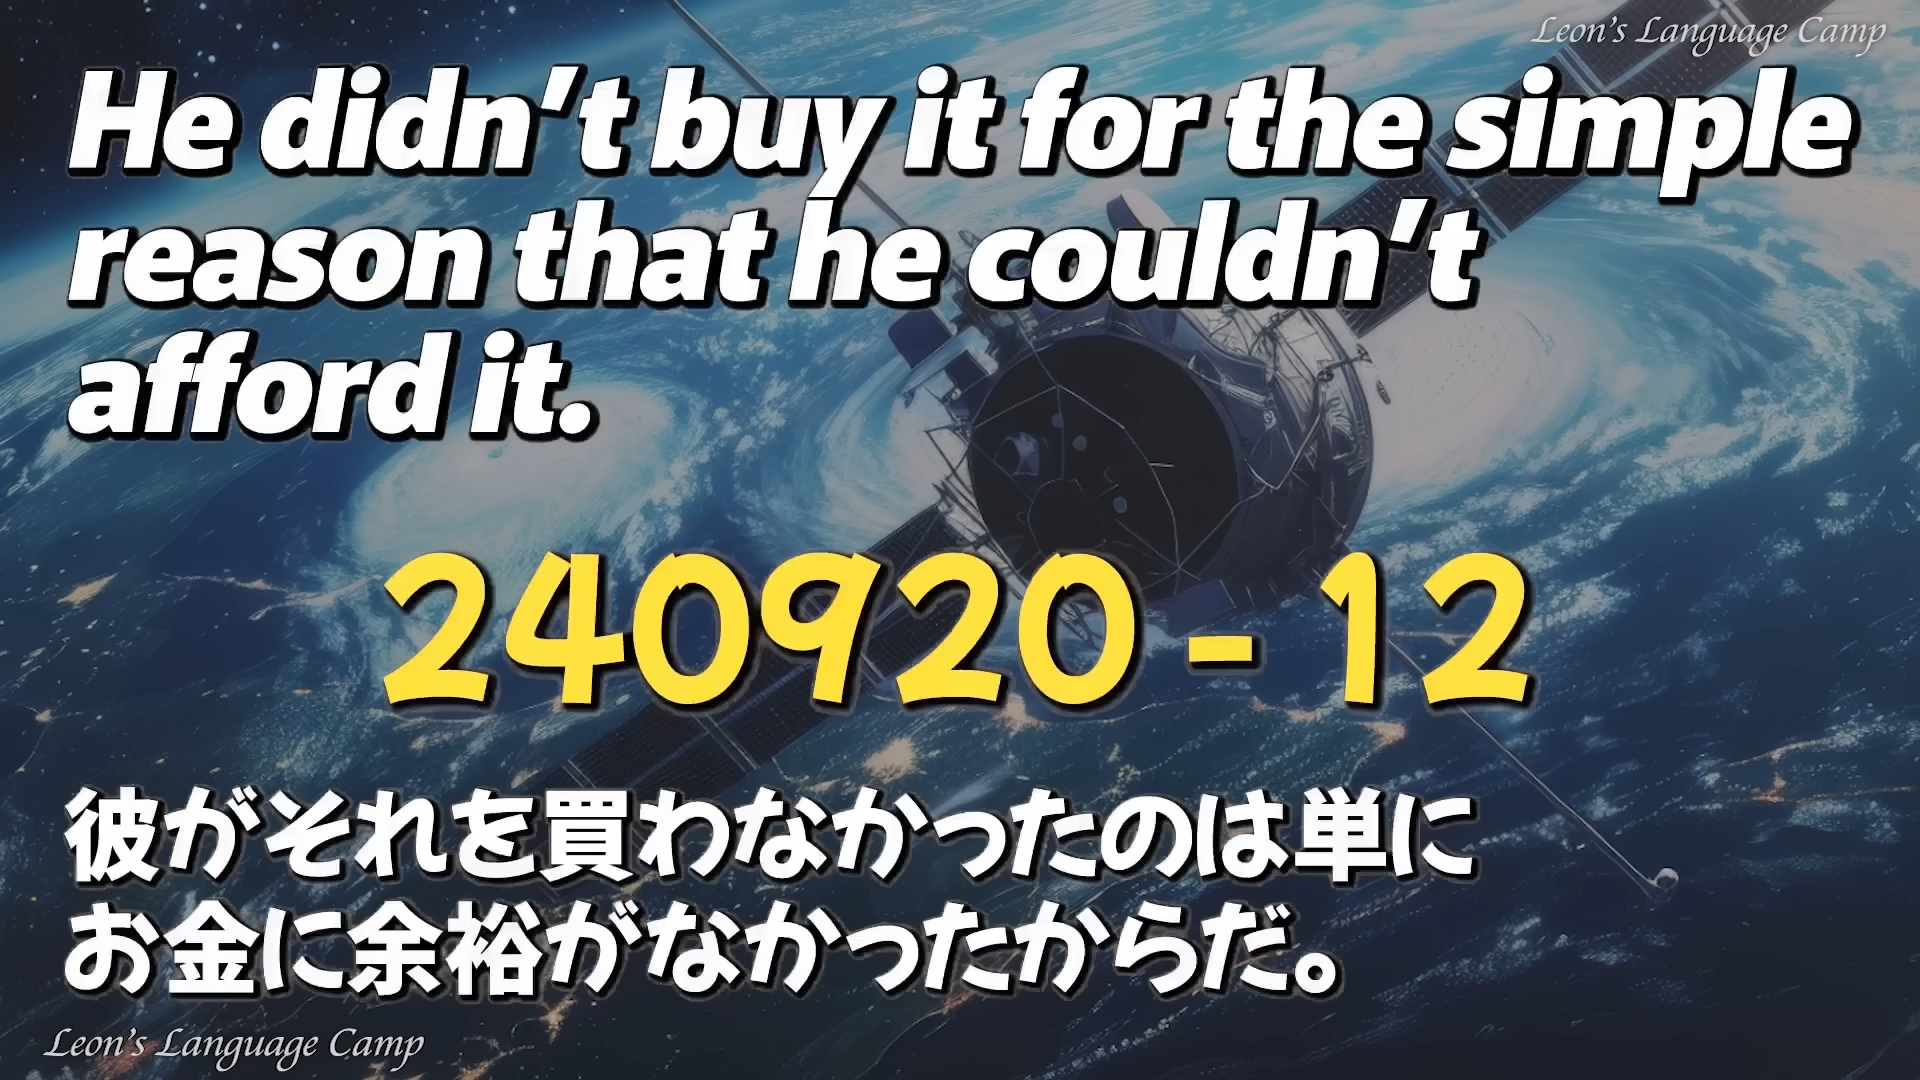 Leon's Language Camp
He didn't buy it for the simple
reason that he couldn't
afford it.
240920 - 12
彼がそれを買わなかったのは単に
お金に余裕がなかったからだ。
Leon's Language Camp